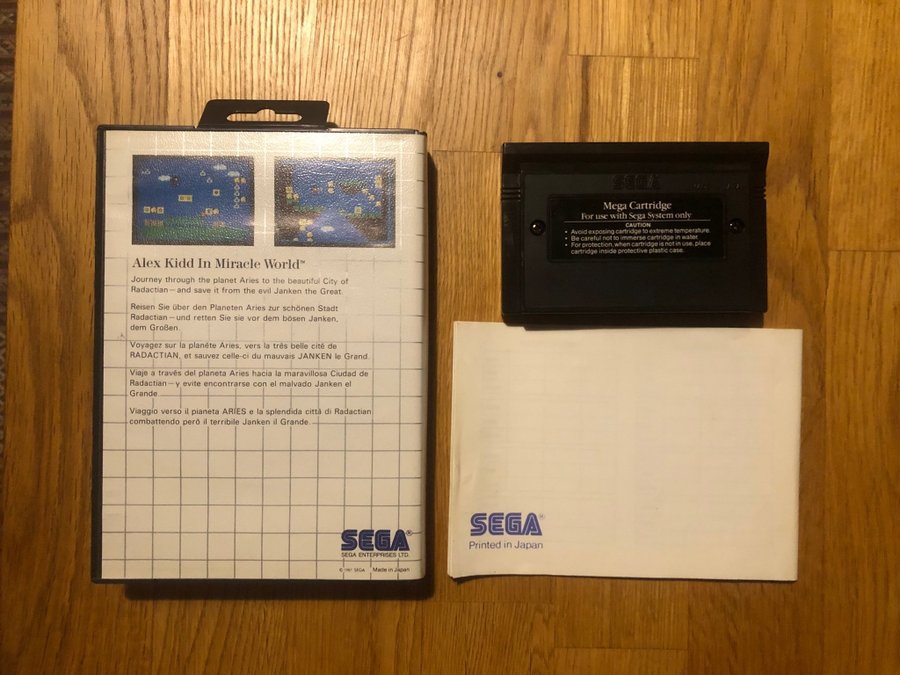 Alex Kidd In Miracle World™
Journey through the planet Aries to the beautiful City of
Radactian—and save it from the evil Janken the Great.
Reisen Sie über den Planeten Aries zur schönen Stadt
Radactian—und retten Sie sie vor dem bösen Janken,
dem Großen.
Voyagez sur la planète Aries, vers la três belle cité de
RADACTIAN, et sauvez celle-ci du mauvais JANKEN le Grand.
Viaje a través del planeta Aries hacia la maravillosa Ciudad de
Radactian—y evite encontrarse con el malvado Janken el
Grande.
Viaggio verso il pianeta ARIES e la splendida città di Radactian
combattendo però il terribile Janken il Grande.
SEGA®
SEGA ENTERPRISES LTD.
© 1987 SEGA Made in Japan
SEGA
Mega Cartridge
For use with Sega System only
CAUTION
• Avoid exposing cartridge to extreme temperature.
• Be careful not to immerse cartridge in water.
• For protection, when cartridge is not in use, place
cartridge inside protective plastic case.
SEGA®
Printed in Japan